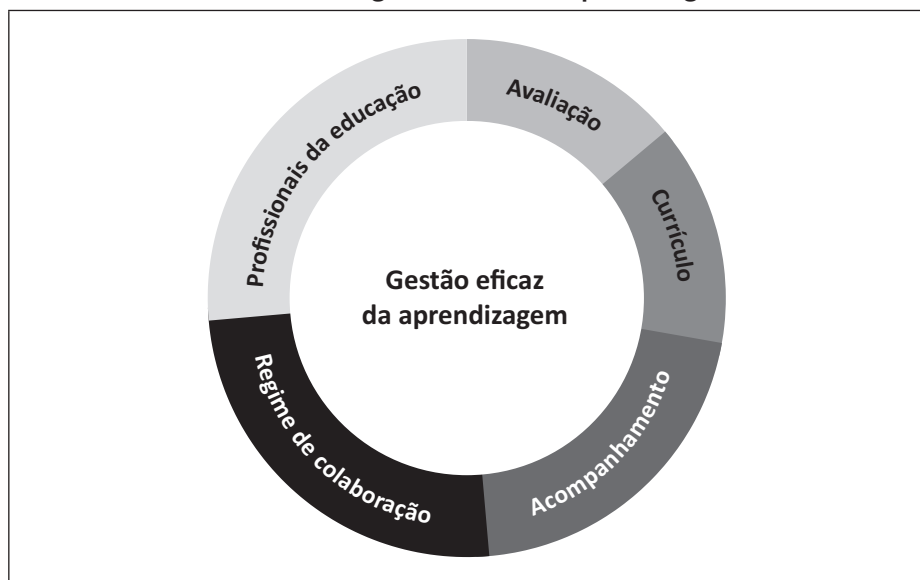 Avaliação
Currículo
Acompanhamento
Regime de colaboração
Profissionais da educação
Gestão eficaz
da aprendizagem